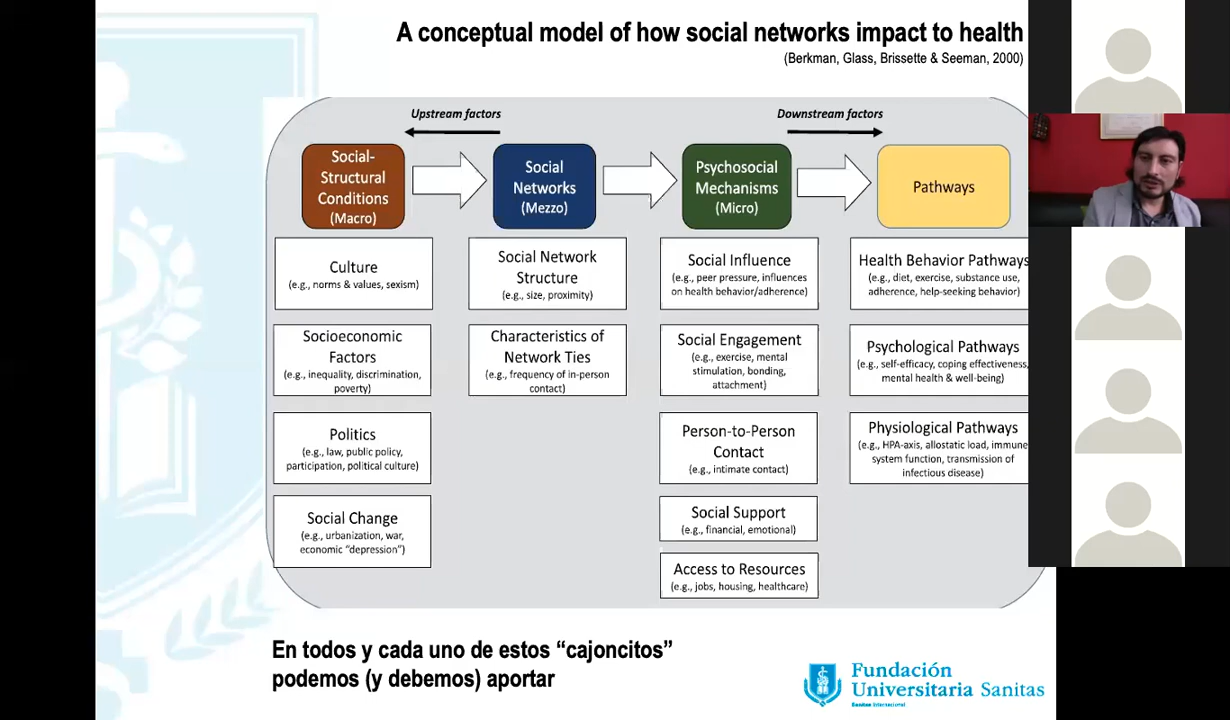 A conceptual model of how social networks impact to health
(Berkman, Glass, Brissette & Seeman, 2000)
Upstream factors
Downstream factors
Social-
Structural
Conditions
(Macro)
Social
Networks
(Mezzo)
Psychosocial
Mechanisms
(Micro)
Pathways
Culture
(e.g., norms & values, sexism)
Socioeconomic
Factors
(e.g., inequality, discrimination,
poverty)
Politics
(e.g., law, public policy,
participation, political culture)
Social Change
(e.g., urbanization, war,
economic “depression”)
Social Network
Structure
(e.g., size, proximity)
Characteristics of
Network Ties
(e.g., frequency of in-person
contact)
Social Influence
(e.g., peer pressure, influences
on health behavior/adherence)
Social Engagement
(e.g., exercise, mental
stimulation, bonding,
attachment)
Person-to-Person
Contact
(e.g., intimate contact)
Social Support
(e.g., financial, emotional)
Access to Resources
(e.g., jobs, housing, healthcare)
Health Behavior Pathways
(e.g., diet, exercise, substance use,
adherence, help-seeking behavior)
Psychological Pathways
(e.g., self-efficacy, coping effectiveness,
mental health & well-being)
Physiological Pathways
(e.g., HPA-axis, allostatic load, immune
system function, transmission of
infectious disease)
En todos y cada uno de estos “cajoncitos”
podemos (y debemos) aportar
Fundación
Universitaria Sanitas
Sanitas Internacional